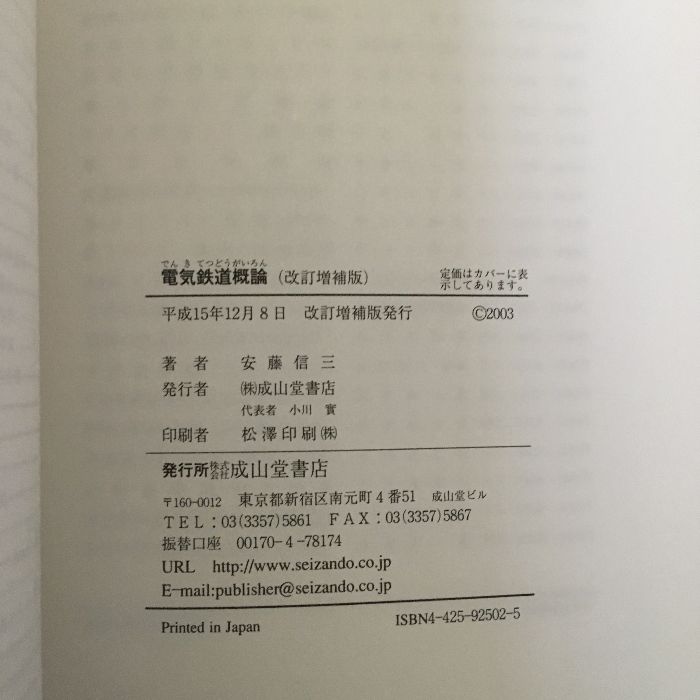 でんきてつどうがいろん
電気鉄道概論（改訂増補版）
定価はカバーに表
示してあります。
平成15年12月8日 改訂増補版発行 ©2003
著者 安藤信三
発行者 ㈱成山堂書店
代表者 小川 實
印刷者 松澤印刷㈱
発行所株式会社成山堂書店
〒160-0012 東京都新宿区南元町4番51 成山堂ビル
TEL：03(3357)5861 FAX：03(3357)5867
振替口座 00170-4-78174
URL http://www.seizando.co.jp
E-mail:publisher@seizando.co.jp
Printed in Japan ISBN4-425-92502-5